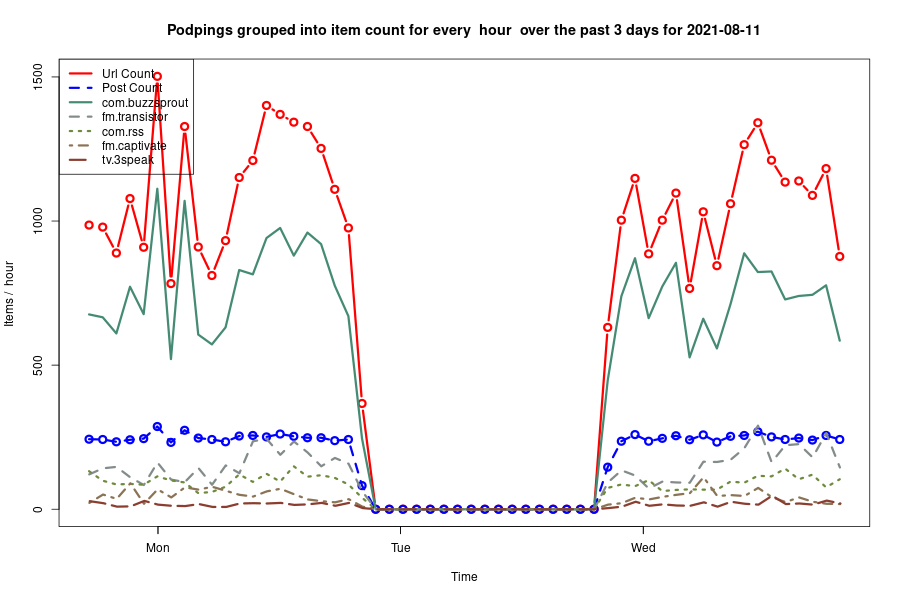 Podpings grouped into item count for every  hour  over the past 3 days for 2021-08-11
1500
1000
500
0
Items /  hour
Url Count
Post Count
com.buzzsprout
fm.transistor
com.rss
fm.captivate
tv.3speak
Mon
Tue
Wed
Time